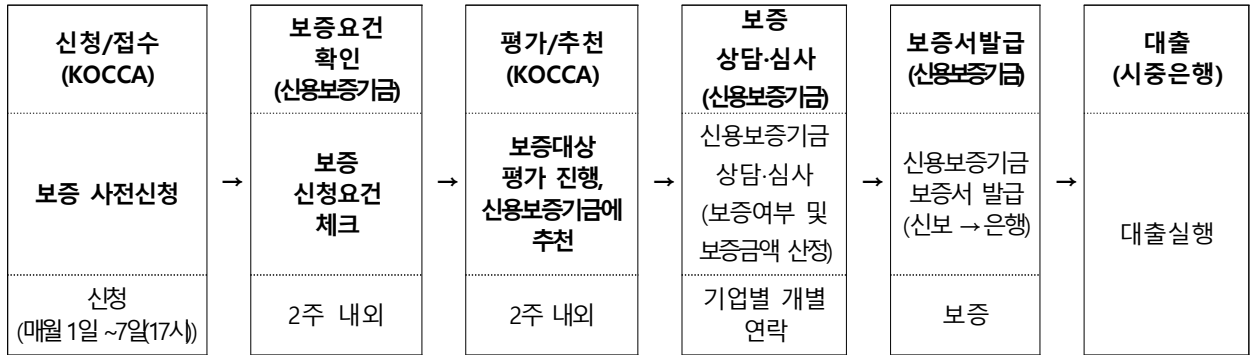 신청/접수
(KOCCA)
보증 사전신청
신청
(매월 1일 ~7일(17시))
→
보증요건
확인
(신용보증기금)
보증
신청요건
체크
2주 내외
→
평가/추천
(KOCCA)
보증대상
평가 진행,
신용보증기금에
추천
2주 내외
→
보증
상담·심사
(신용보증기금)
신용보증기금
상담·심사
(보증여부 및
보증금액 산정)
기업별 개별
연락
→
보증서발급
(신용보증기금)
신용보증기금
보증서 발급
(신보 → 은행)
보증
→
대출
(시중은행)
대출실행